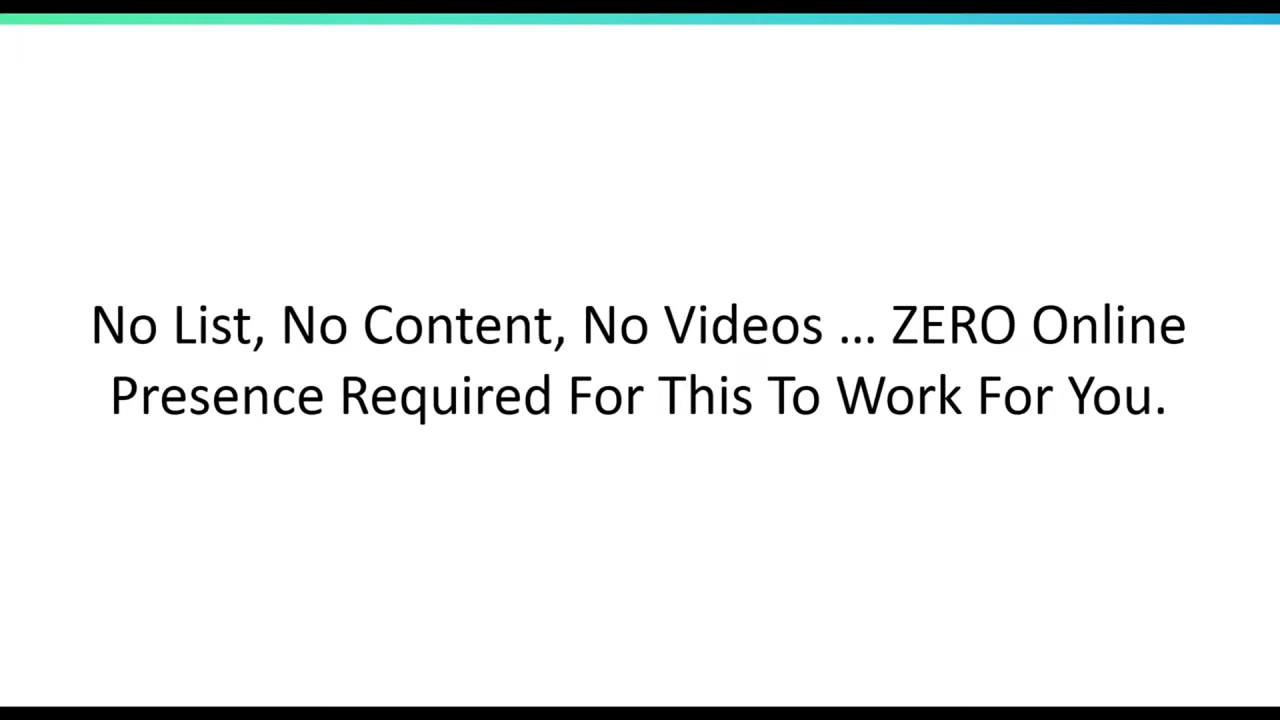 No List, No Content, No Videos ... ZERO Online
Presence Required For This To Work For You.